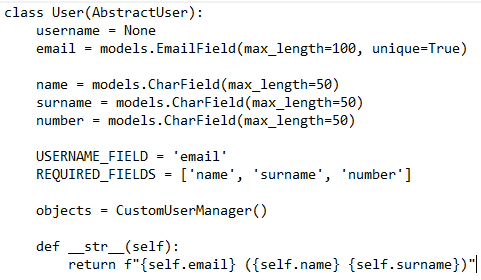 class User(AbstractUser):
    username = None
    email = models.EmailField(max_length=100, unique=True)

    name = models.CharField(max_length=50)
    surname = models.CharField(max_length=50)
    number = models.CharField(max_length=50)

    USERNAME_FIELD = 'email'
    REQUIRED_FIELDS = ['name', 'surname', 'number']

    objects = CustomUserManager()

    def __str__(self):
        return f"{self.email} ({self.name} {self.surname})"